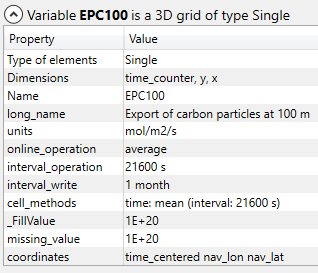 Variable EPC100 is a 3D grid of type Single
Property Value
Type of elements Single
Dimensions time_counter, y, x
Name EPC100
long_name Export of carbon particles at 100 m
units mol/m2/s
online_operation average
interval_operation 21600 s
interval_write 1 month
cell_methods time: mean (interval: 21600 s)
_FillValue 1E+20
missing_value 1E+20
coordinates time_centered nav_lon nav_lat